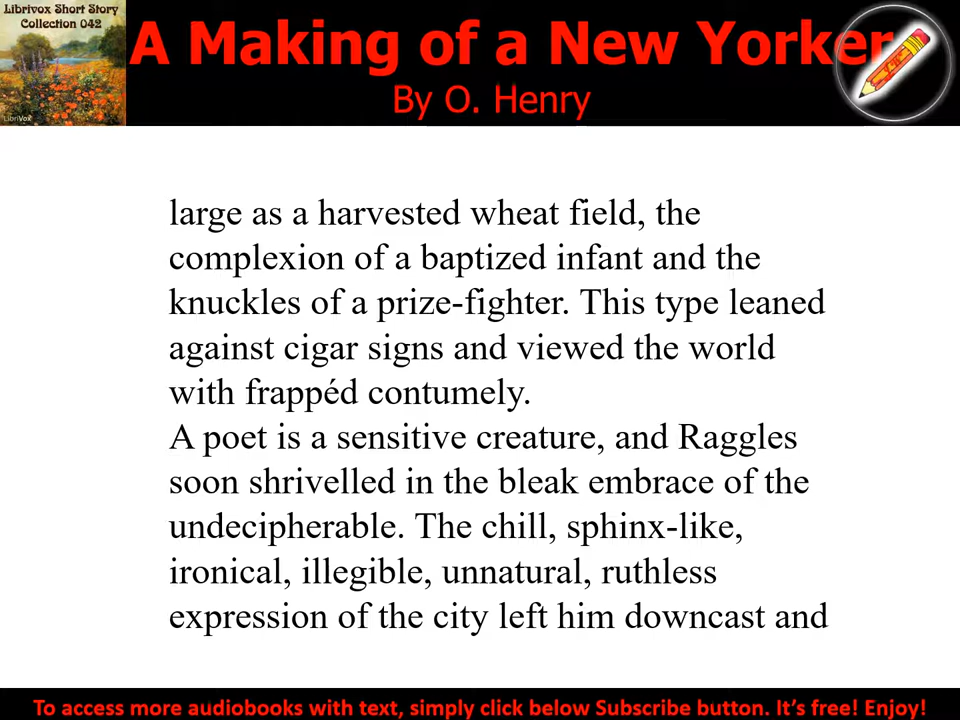 Librivox Short Story
Collection 042
LibriVox
A Making of a New Yorker
By O. Henry
large as a harvested wheat field, the
complexion of a baptized infant and the
knuckles of a prize-fighter. This type leaned
against cigar signs and viewed the world
with frappéd contumely.
A poet is a sensitive creature, and Raggles
soon shrivelled in the bleak embrace of the
undecipherable. The chill, sphinx-like,
ironical, illegible, unnatural, ruthless
expression of the city left him downcast and
To access more audiobooks with text, simply click below Subscribe button. It's free! Enjoy!